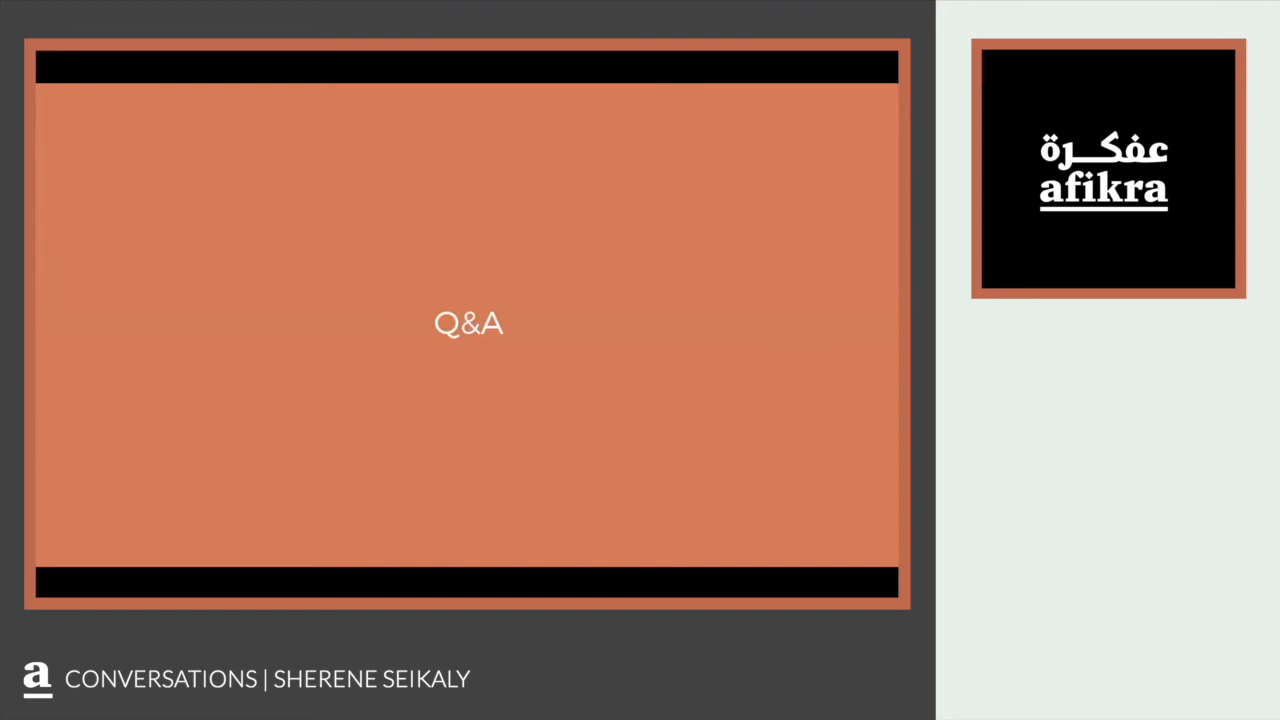 Q&A
عفكرة
afikra
a CONVERSATIONS | SHERENE SEIKALY